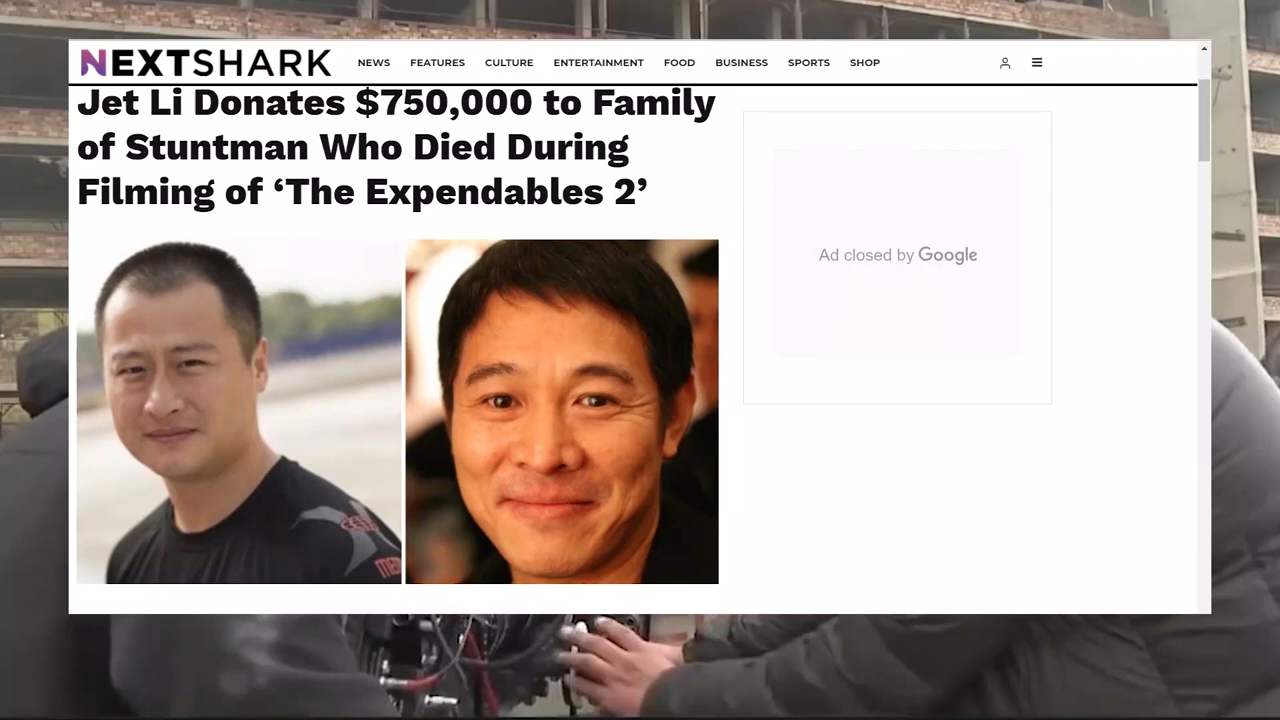 NEXTSHARK
NEWS FEATURES CULTURE ENTERTAINMENT FOOD BUSINESS SPORTS SHOP
Jet Li Donates $750,000 to Family
of Stuntman Who Died During
Filming of ‘The Expendables 2’
Ad closed by Google